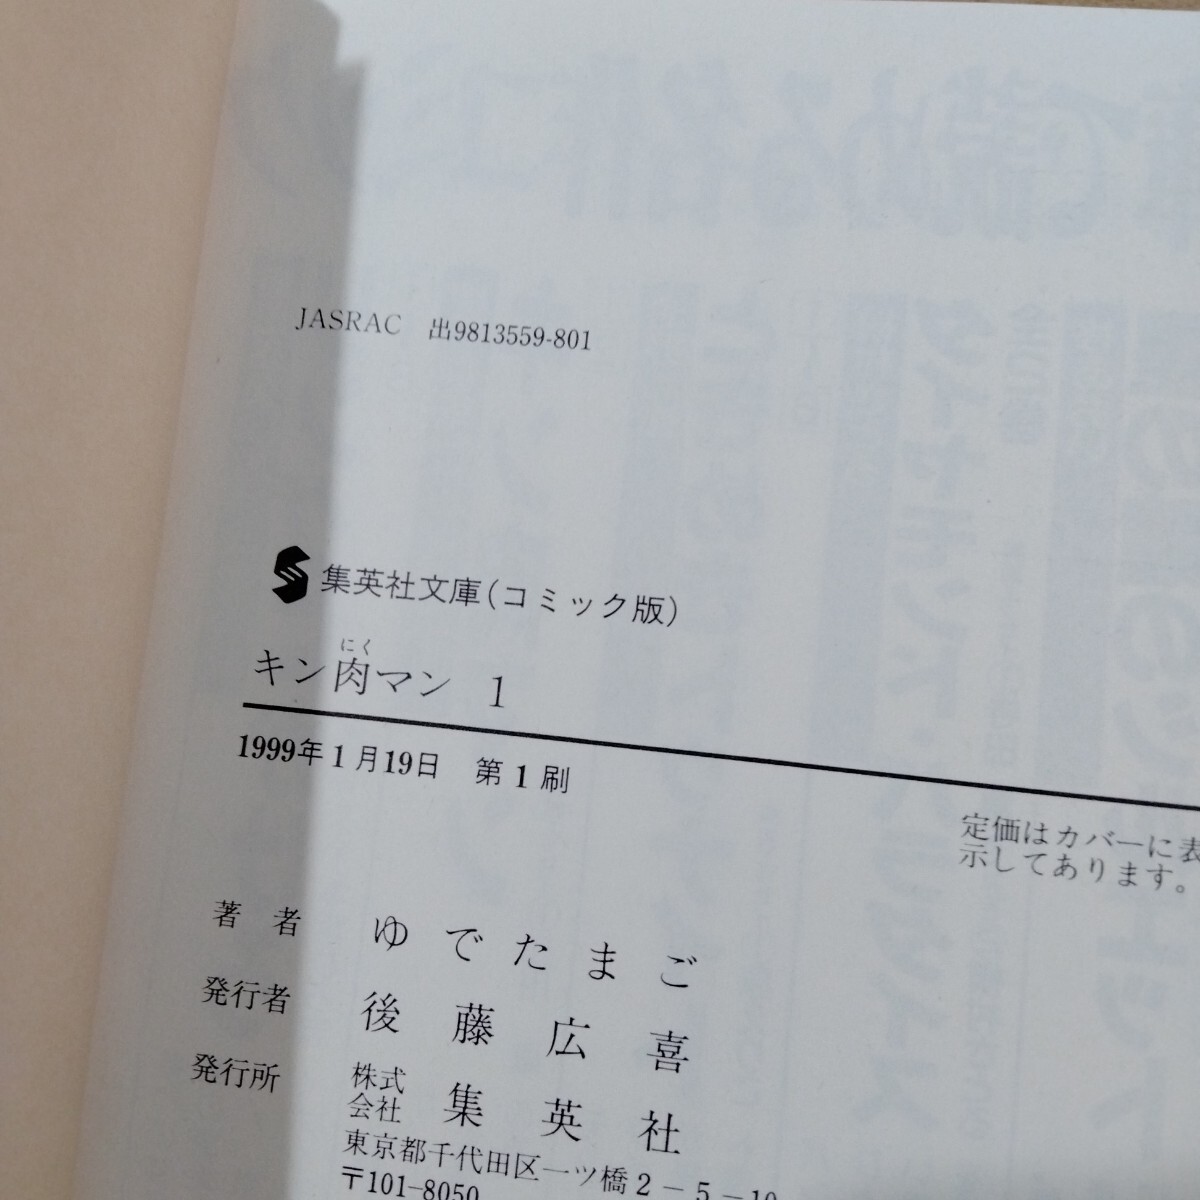 JASRAC 出9813559-801
集英社文庫(コミック版)
にく
キン肉マン 1
1999年1月19日 第1刷
定価はカバーに表
示してあります。
著者 ゆでたまご
発行者 後藤広喜
発行所 株式会社 集英社
東京都千代田区一ツ橋2-5-10
〒101-8050